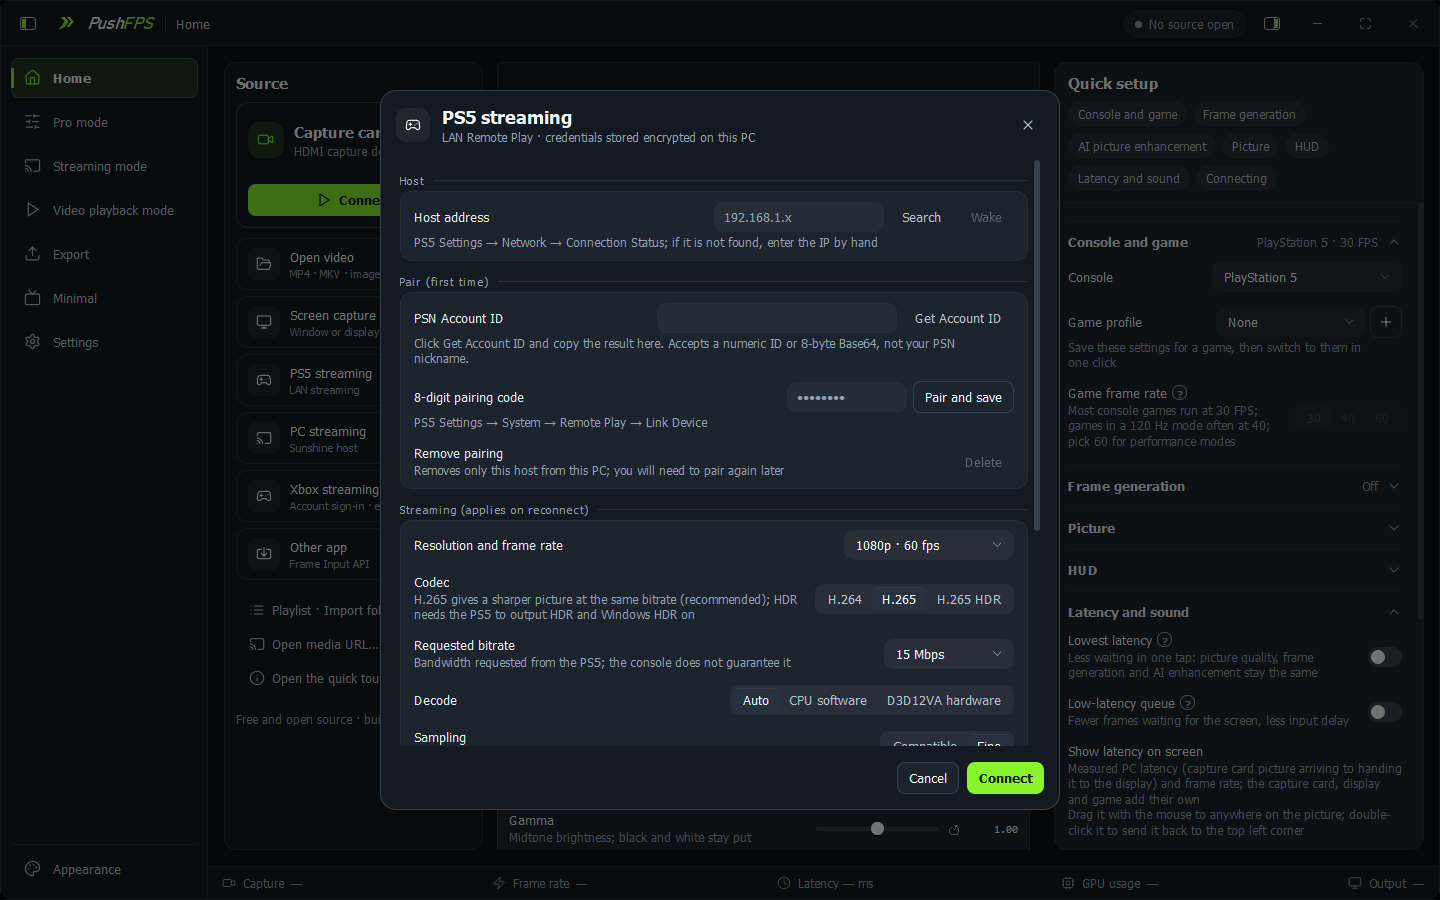 PushFPS
Home
No source open
Home
Pro mode
Streaming mode
Video playback mode
Export
Minimal
Settings
Appearance
Source
Capture car
HDMI capture de
Conne
Open video
MP4 · MKV · image
Screen capture
Window or display
PS5 streaming
LAN streaming
PC streaming
Sunshine host
Xbox streaming
Account sign-in · e
Other app
Frame Input API
Playlist · Import fol
Open media URL...
Open the quick tou
Free and open source · bui
PS5 streaming
LAN Remote Play · credentials stored encrypted on this PC
Host
Host address
192.168.1.x
Search
Wake
PS5 Settings → Network → Connection Status; if it is not found, enter the IP by hand
Pair (first time)
PSN Account ID
Get Account ID
Click Get Account ID and copy the result here. Accepts a numeric ID or 8-byte Base64, not your PSN
nickname.
8-digit pairing code
••••••••
Pair and save
PS5 Settings → System → Remote Play → Link Device
Remove pairing
Removes only this host from this PC; you will need to pair again later
Delete
Streaming (applies on reconnect)
Resolution and frame rate
1080p · 60 fps
Codec
H.265 gives a sharper picture at the same bitrate (recommended); HDR
needs the PS5 to output HDR and Windows HDR on
H.264
H.265
H.265 HDR
Requested bitrate
Bandwidth requested from the PS5; the console does not guarantee it
15 Mbps
Decode
Auto
CPU software
D3D12VA hardware
Sampling
Compatible
Fine
Cancel
Connect
Gamma
Midtone brightness; black and white stay put
1.00
Quick setup
Console and game
Frame generation
AI picture enhancement
Picture
HUD
Latency and sound
Connecting
Console and game
PlayStation 5 · 30 FPS
Console
PlayStation 5
Game profile
None
Save these settings for a game, then switch to them in
one click
Game frame rate
Most console games run at 30 FPS;
games in a 120 Hz mode often at 40;
pick 60 for performance modes
30
40
60
Frame generation
Off
Picture
HUD
Latency and sound
Lowest latency
Less waiting in one tap: picture quality, frame
generation and AI enhancement stay the same
Low-latency queue
Fewer frames waiting for the screen, less input delay
Show latency on screen
Measured PC latency (capture card picture arriving to handing
it to the display) and frame rate; the capture card, display
and game add their own
Drag it with the mouse to anywhere on the picture; double-
click it to send it back to the top left corner
Capture —
Frame rate —
Latency — ms
GPU usage —
Output —